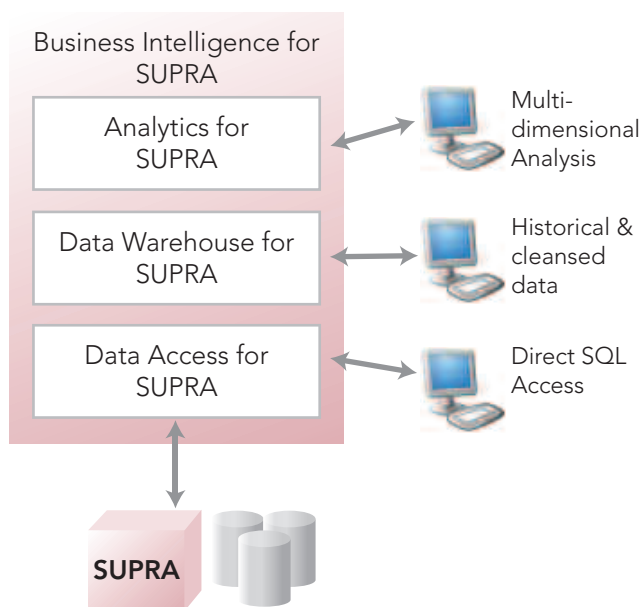 Business Intelligence for
SUPRA
Analytics for
SUPRA
Multi-
dimensional
Analysis
Data Warehouse for
SUPRA
Historical &
cleansed
data
Data Access for
SUPRA
Direct SQL
Access
SUPRA